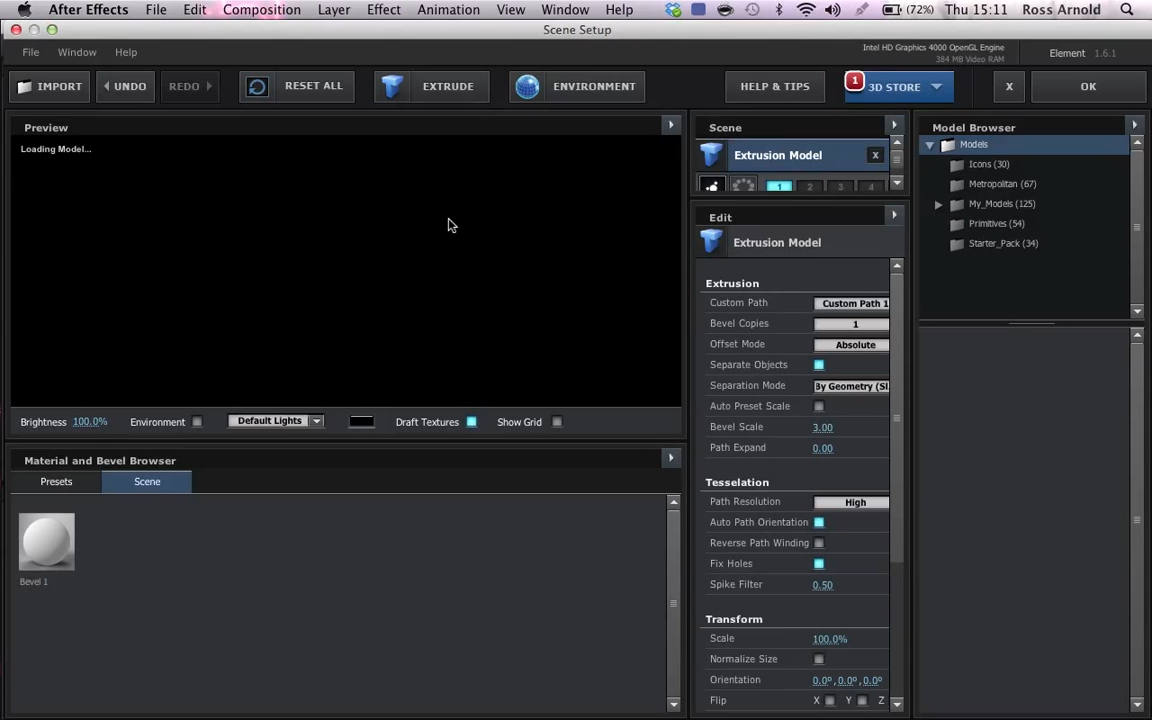 After Effects File Edit Composition Layer Effect Animation View Window Help (72%) Thu 15:11 Ross Arnold
Scene Setup
File Window Help
Intel HD Graphics 4000 OpenGL Engine
384 MB Video RAM
Element 1.6.1
IMPORT UNDO REDO RESET ALL EXTRUDE ENVIRONMENT HELP & TIPS 1 3D STORE X OK
Preview
Loading Model...
Brightness 100.0% Environment Default Lights Draft Textures Show Grid
Material and Bevel Browser
Presets Scene
Bevel 1
Scene
Extrusion Model X
1 2 3 4
Edit
Extrusion Model
Extrusion
Custom Path Custom Path 1
Bevel Copies 1
Offset Mode Absolute
Separate Objects
Separation Mode By Geometry (Sl
Auto Preset Scale
Bevel Scale 3.00
Path Expand 0.00
Tesselation
Path Resolution High
Auto Path Orientation
Reverse Path Winding
Fix Holes
Spike Filter 0.50
Transform
Scale 100.0%
Normalize Size
Orientation 0.0°, 0.0°, 0.0°
Flip X Y Z
Model Browser
Models
Icons (30)
Metropolitan (67)
My_Models (125)
Primitives (54)
Starter_Pack (34)